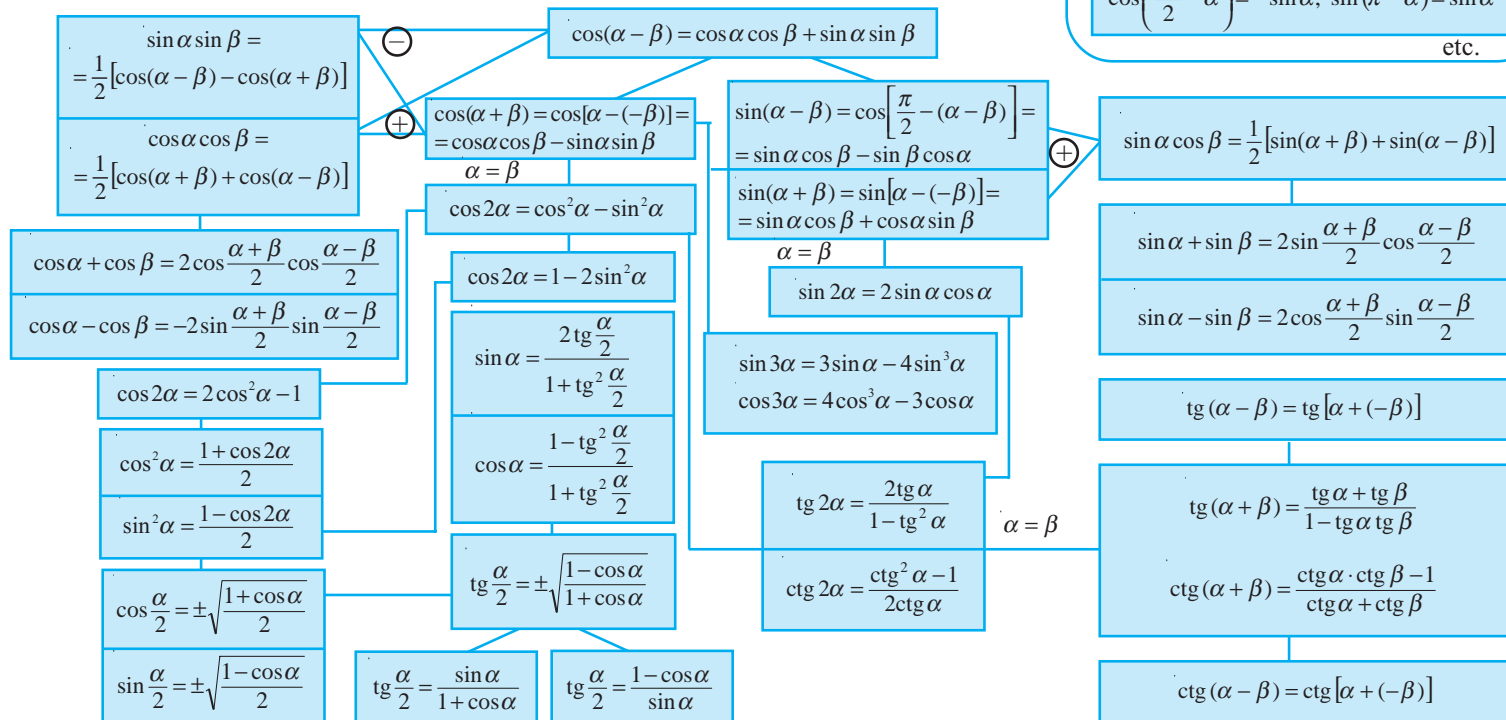 sin α sin β =
= 1/2 [cos(α − β) − cos(α + β)]
cos α cos β =
= 1/2 [cos(α + β) + cos(α − β)]
cos α + cos β = 2 cos (α + β)/2 cos (α − β)/2
cos α − cos β = −2 sin (α + β)/2 sin (α − β)/2
cos 2α = 2 cos² α − 1
cos² α = (1 + cos 2α)/2
sin² α = (1 − cos 2α)/2
cos α/2 = ±√((1 + cos α)/2)
sin α/2 = ±√((1 − cos α)/2)
−
+
cos(α − β) = cos α cos β + sin α sin β
cos(α + β) = cos[α − (−β)] =
= cos α cos β − sin α sin β
α = β
cos 2α = cos² α − sin² α
cos 2α = 1 − 2 sin² α
sin α = (2 tg α/2)/(1 + tg² α/2)
cos α = (1 − tg² α/2)/(1 + tg² α/2)
tg α/2 = ±√((1 − cos α)/(1 + cos α))
tg α/2 = sin α/(1 + cos α)
tg α/2 = (1 − cos α)/sin α
sin(α − β) = cos[π/2 − (α − β)] =
= sin α cos β − sin β cos α
sin(α + β) = sin[α − (−β)] =
= sin α cos β + cos α sin β
+
α = β
sin 2α = 2 sin α cos α
sin 3α = 3 sin α − 4 sin³ α
cos 3α = 4 cos³ α − 3 cos α
tg 2α = 2 tg α/(1 − tg² α)
ctg 2α = (ctg² α − 1)/(2 ctg α)
α = β
etc.
sin α cos β = 1/2 [sin(α + β) + sin(α − β)]
sin α + sin β = 2 sin (α + β)/2 cos (α − β)/2
sin α − sin β = 2 cos (α + β)/2 sin (α − β)/2
tg (α − β) = tg [α + (−β)]
tg (α + β) = (tg α + tg β)/(1 − tg α tg β)
ctg (α + β) = (ctg α · ctg β − 1)/(ctg α + ctg β)
ctg (α − β) = ctg [α + (−β)]